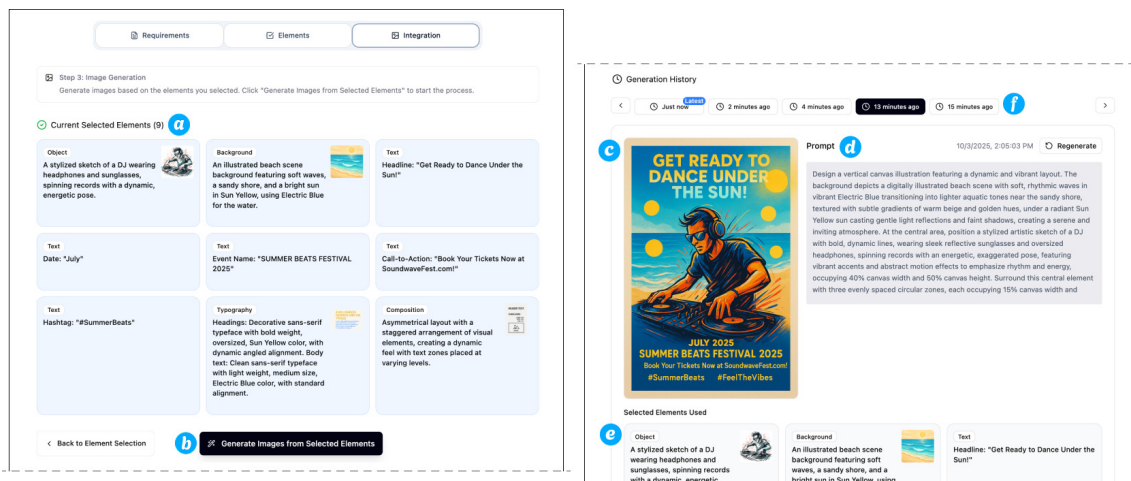 Requirements
Elements
Integration
Step 3: Image Generation
Generate images based on the elements you selected. Click "Generate Images from Selected Elements" to start the process.
Current Selected Elements (9)
a
Object
A stylized sketch of a DJ wearing
headphones and sunglasses,
spinning records with a dynamic,
energetic pose.
Background
An illustrated beach scene
background featuring soft waves,
a sandy shore, and a bright sun
in Sun Yellow, using Electric Blue
for the water.
Text
Headline: "Get Ready to Dance Under the
Sun!"
Text
Date: "July"
Text
Event Name: "SUMMER BEATS FESTIVAL
2025"
Text
Call-to-Action: "Book Your Tickets Now at
SoundwaveFest.com!"
Text
Hashtag: "#SummerBeats"
Typography
Headings: Decorative sans-serif
typeface with bold weight,
oversized, Sun Yellow color, with
dynamic angled alignment. Body
text: Clean sans-serif typeface
with light weight, medium size,
Electric Blue color, with standard
alignment.
Composition
Asymmetrical layout with a
staggered arrangement of visual
elements, creating a dynamic
feel with text zones placed at
varying levels.
Back to Element Selection
b
Generate Images from Selected Elements
Generation History
Just now
Latest
2 minutes ago
4 minutes ago
13 minutes ago
15 minutes ago
f
c
GET READY TO
DANCE UNDER
THE SUN!
JULY 2025
SUMMER BEATS FESTIVAL 2025
Book Your Tickets Now at SoundwaveFest.com!
#SummerBeats #FeelTheVibes
Prompt
d
10/3/2025, 2:05:03 PM
Regenerate
Design a vertical canvas illustration featuring a dynamic and vibrant layout. The
background depicts a digitally illustrated beach scene with soft, rhythmic waves in
vibrant Electric Blue transitioning into lighter aquatic tones near the sandy shore,
textured with subtle gradients of warm beige and golden hues, under a radiant Sun
Yellow sun casting gentle light reflections and faint shadows, creating a serene and
inviting atmosphere. At the central area, position a stylized artistic sketch of a DJ
with bold, dynamic lines, wearing sleek reflective sunglasses and oversized
headphones, spinning records with an energetic, exaggerated pose, featuring
vibrant accents and abstract motion effects to emphasize rhythm and energy,
occupying 40% canvas width and 50% canvas height. Surround this central element
with three evenly spaced circular zones, each occupying 15% canvas width and
Selected Elements Used
e
Object
A stylized sketch of a DJ
wearing headphones and
sunglasses, spinning records
with a dynamic, energetic
Background
An illustrated beach scene
background featuring soft
waves, a sandy shore, and a
bright sun in Sun Yellow, using
Text
Headline: "Get Ready to Dance Under the
Sun!"